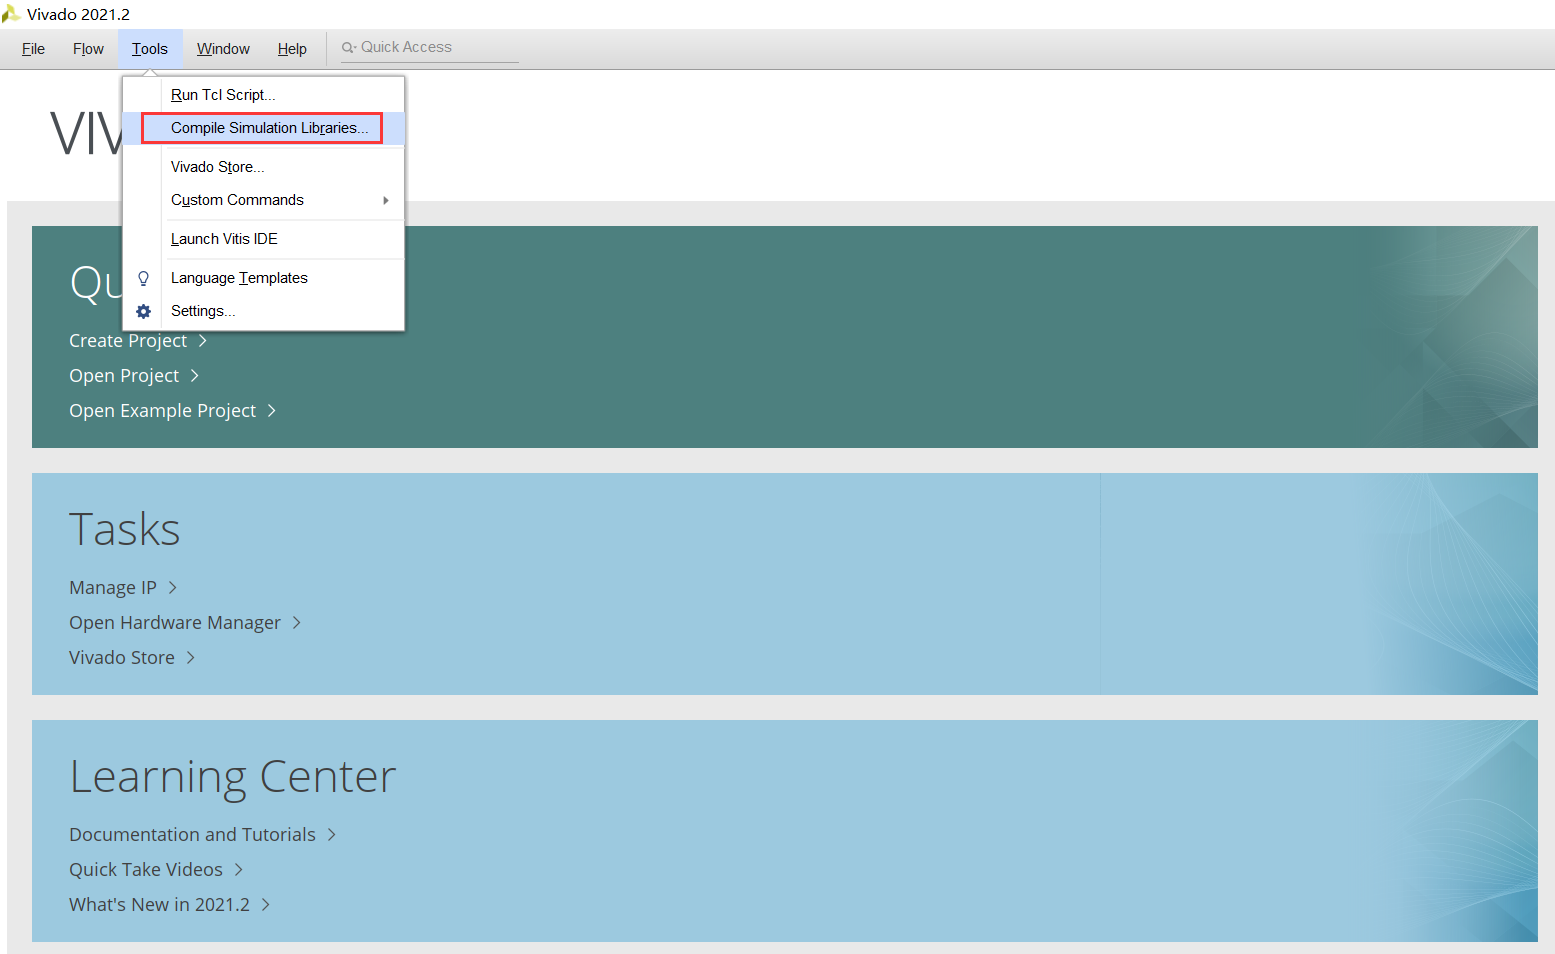 Vivado 2021.2
File Flow Tools Window Help Quick Access
Run Tcl Script...
Compile Simulation Libraries...
VIV
Vivado Store...
Custom Commands
Launch Vitis IDE
Language Templates
Settings...
Qu
Create Project
Open Project
Open Example Project
Tasks
Manage IP
Open Hardware Manager
Vivado Store
Learning Center
Documentation and Tutorials
Quick Take Videos
What's New in 2021.2